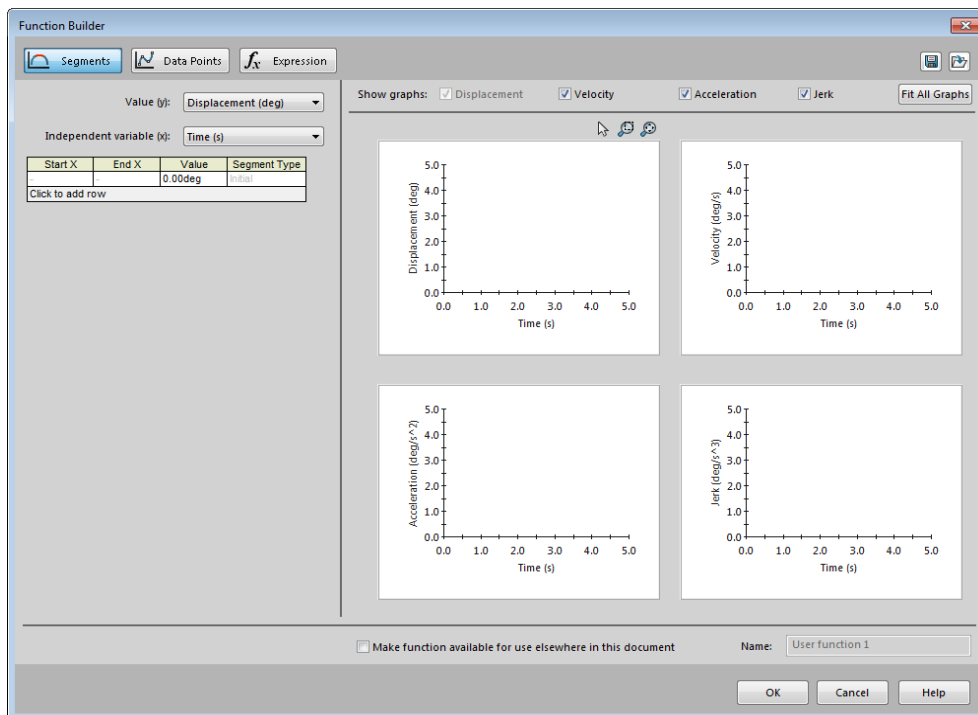 Function Builder
Segments Data Points fx Expression
Value (y): Displacement (deg)
Independent variable (x): Time (s)
Start X End X Value Segment Type
- - 0.00deg Initial
Click to add row
Show graphs: Displacement Velocity Acceleration Jerk Fit All Graphs
5.0
4.0
3.0
2.0
1.0
0.0
Displacement (deg)
0.0 1.0 2.0 3.0 4.0 5.0
Time (s)
5.0
4.0
3.0
2.0
1.0
0.0
Velocity (deg/s)
0.0 1.0 2.0 3.0 4.0 5.0
Time (s)
5.0
4.0
3.0
2.0
1.0
0.0
Acceleration (deg/s^2)
0.0 1.0 2.0 3.0 4.0 5.0
Time (s)
5.0
4.0
3.0
2.0
1.0
0.0
Jerk (deg/s^3)
0.0 1.0 2.0 3.0 4.0 5.0
Time (s)
Make function available for use elsewhere in this document Name: User function 1
OK Cancel Help